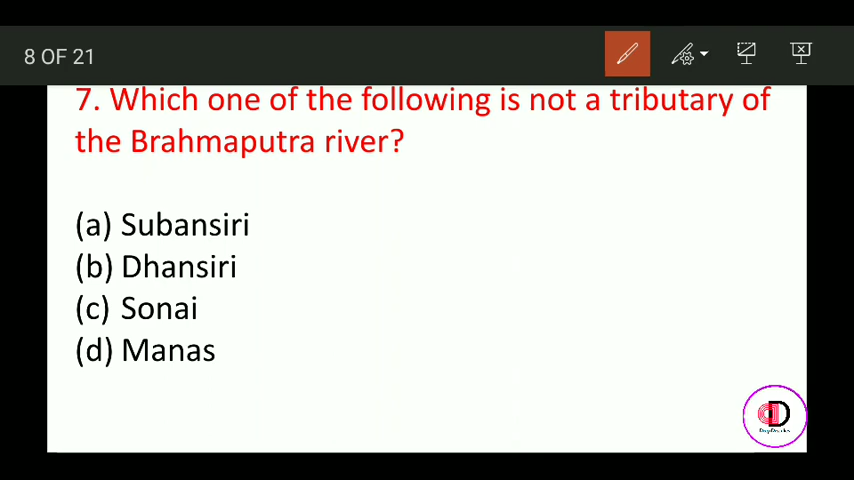 8 OF 21
7. Which one of the following is not a tributary of
the Brahmaputra river?
(a) Subansiri
(b) Dhansiri
(c) Sonai
(d) Manas